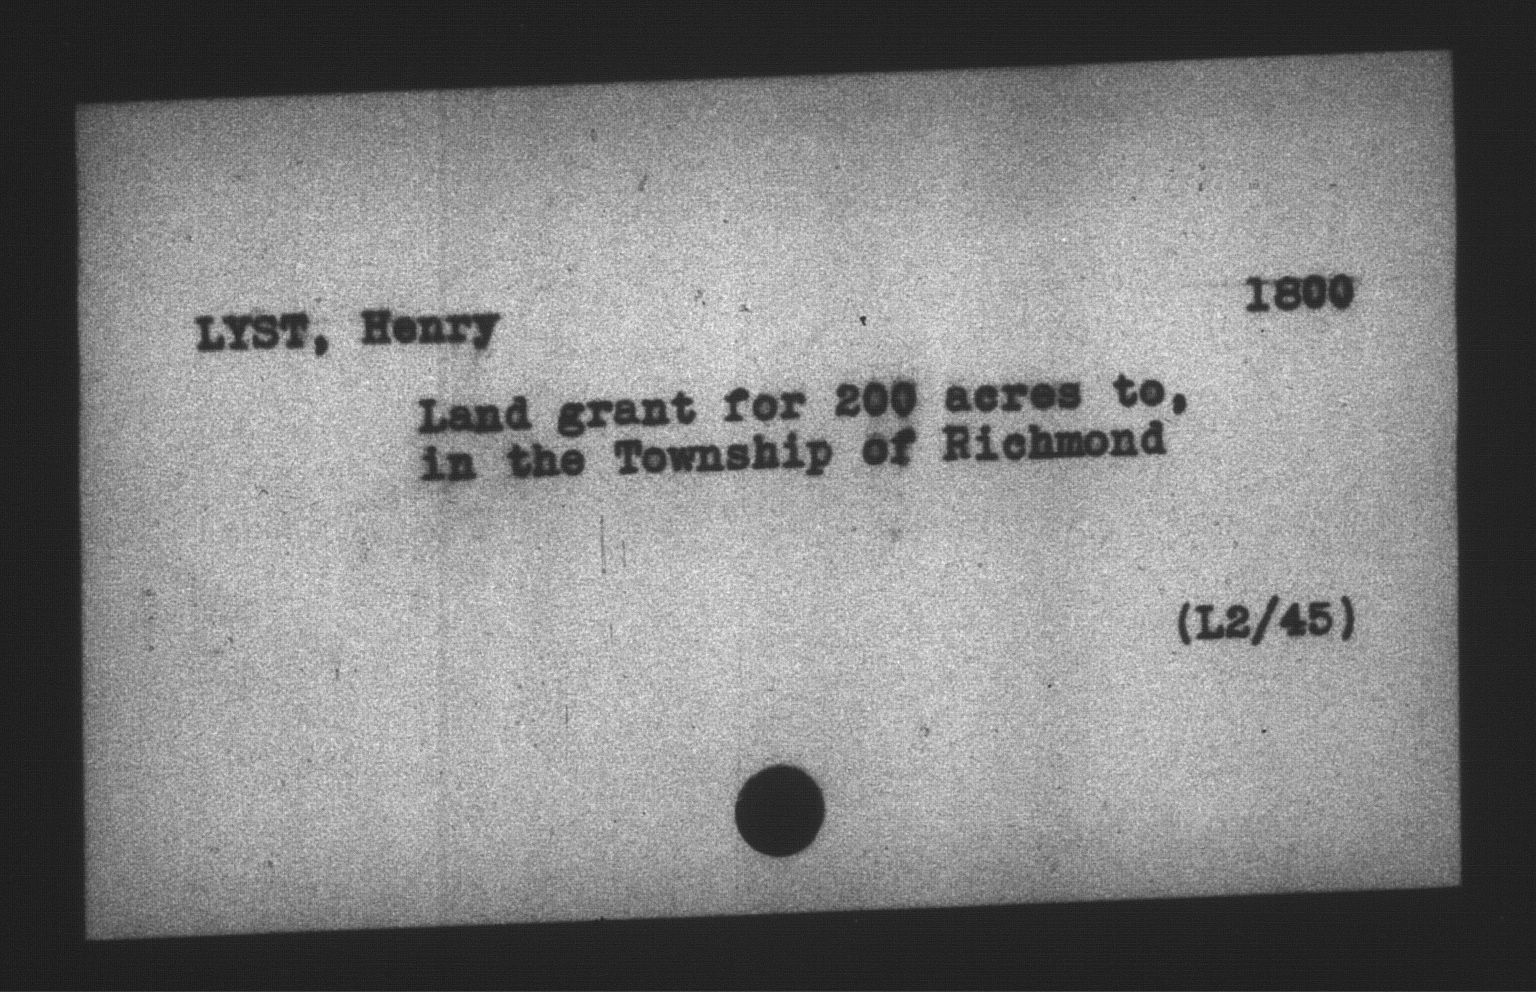 1800
LYST, Henry
Land grant for 200 acres to,
in the Township of Richmond
(L2/45)